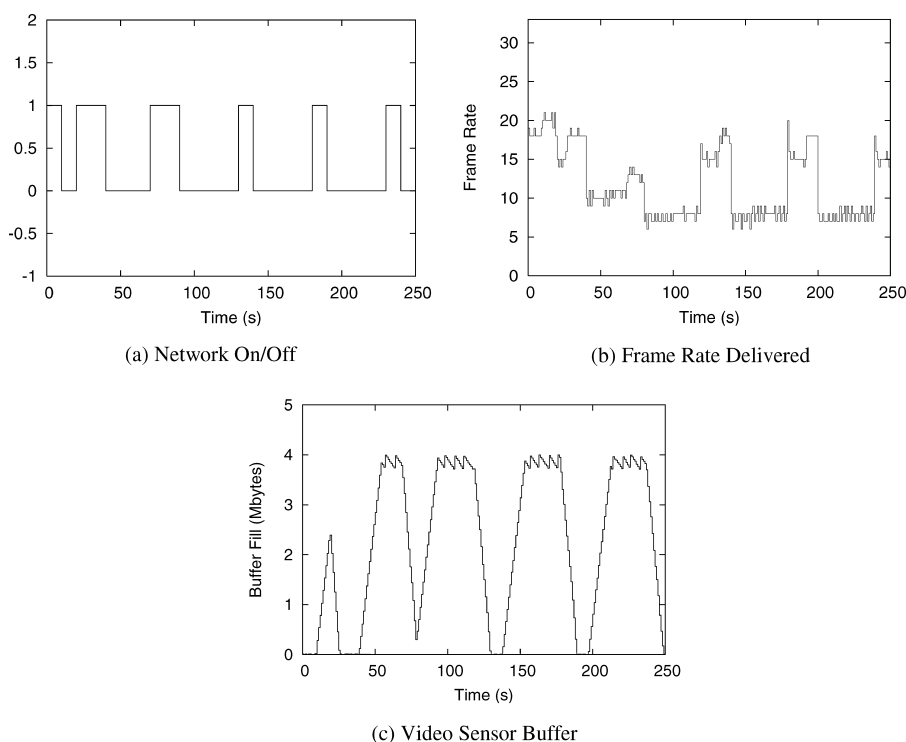 2
1.5
1
0.5
0
-0.5
-1
0 50 100 150 200 250
Time (s)
(a) Network On/Off
Frame Rate
30
25
20
15
10
5
0
0 50 100 150 200 250
Time (s)
(b) Frame Rate Delivered
Buffer Fill (Mbytes)
5
4
3
2
1
0
0 50 100 150 200 250
Time (s)
(c) Video Sensor Buffer